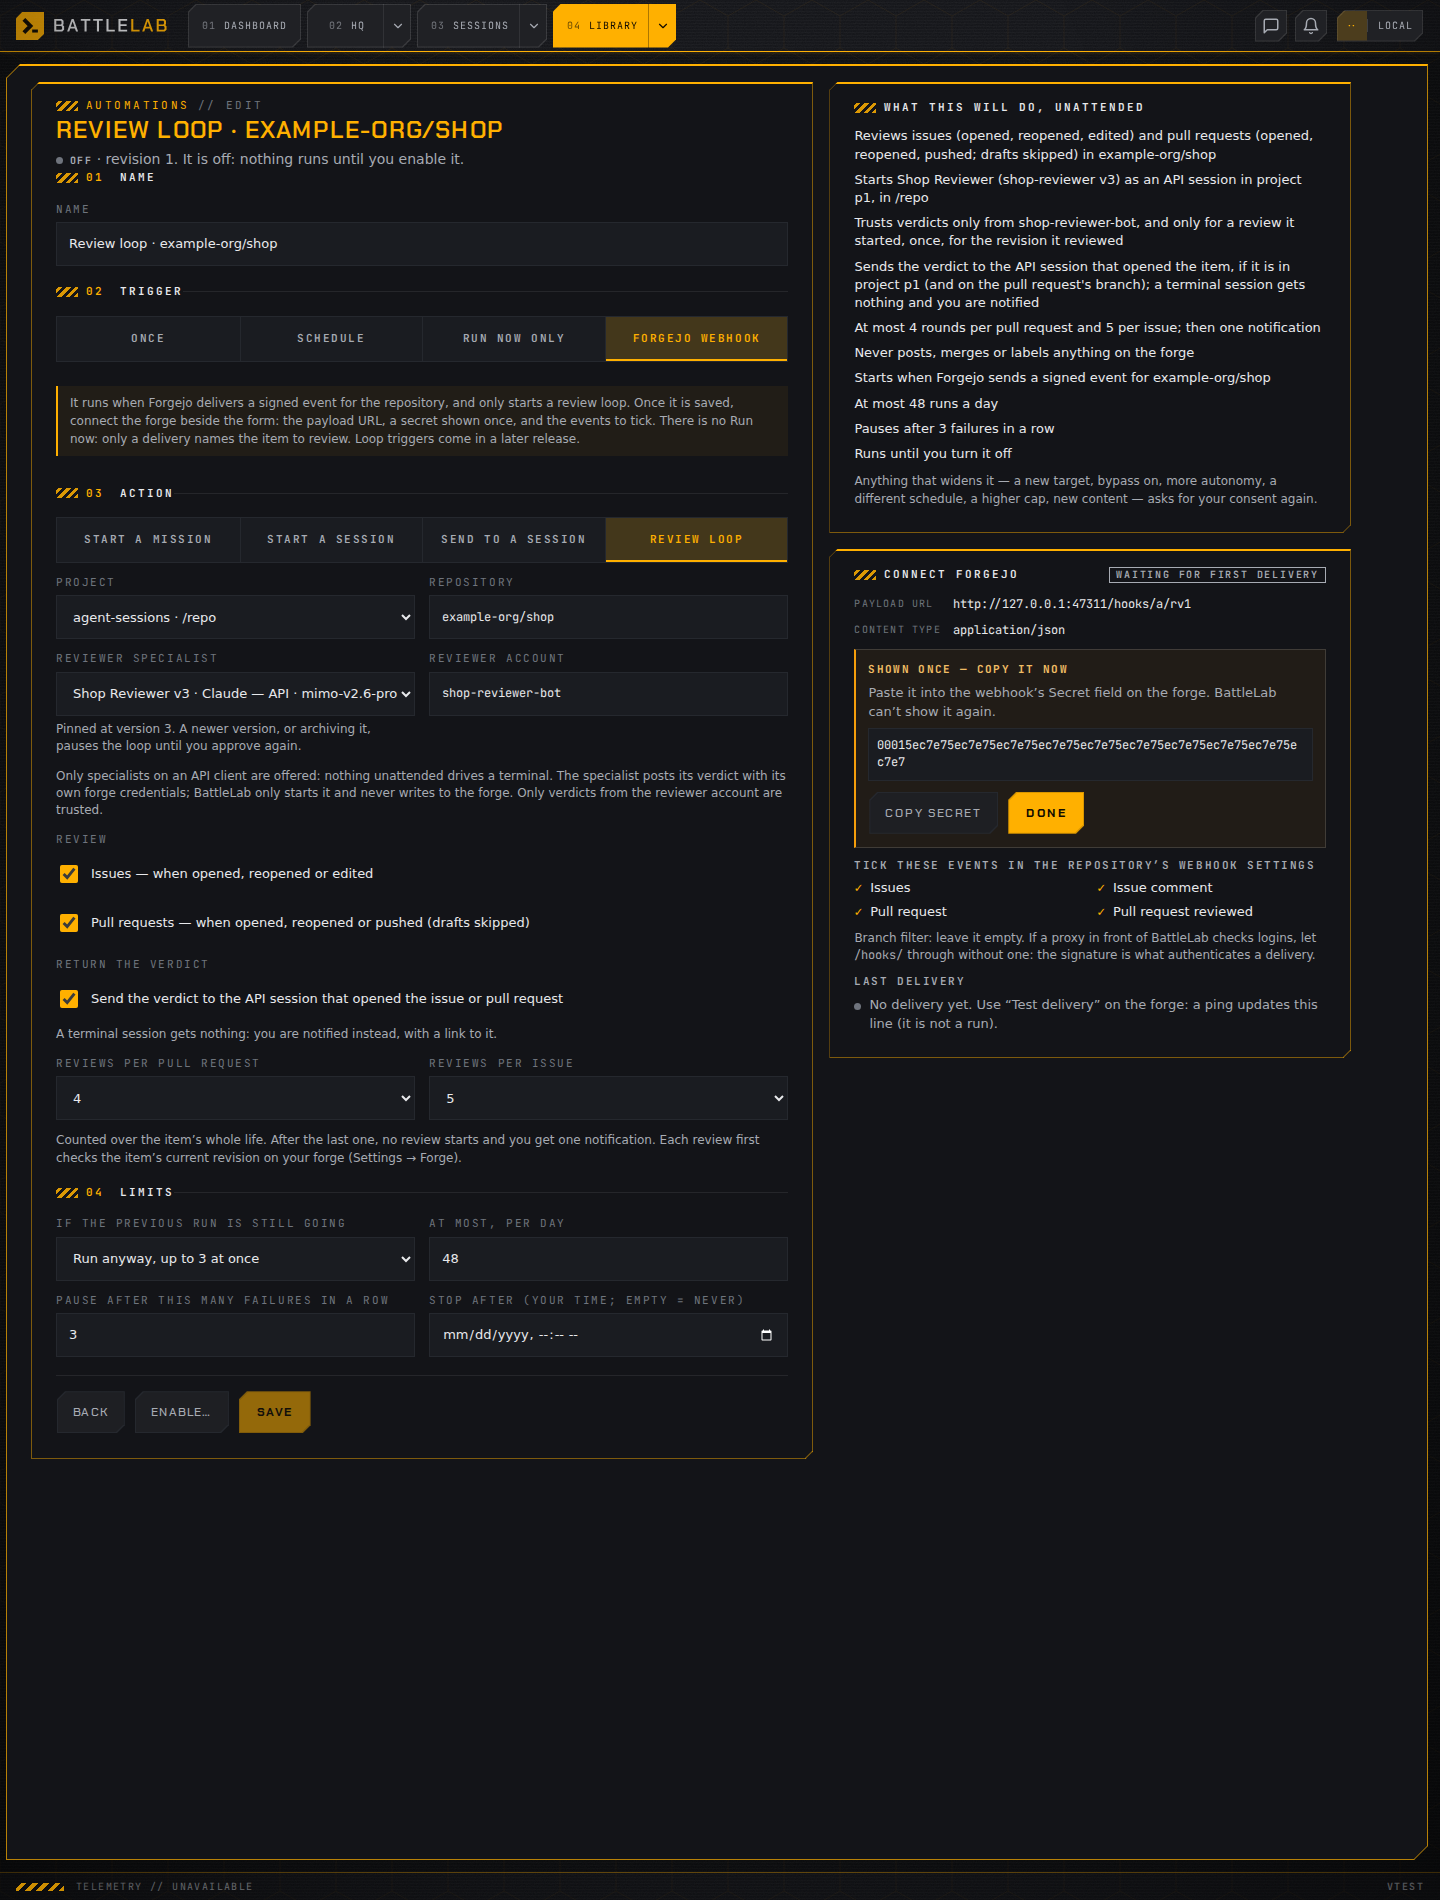 BATTLELAB
01 DASHBOARD
02 HQ
03 SESSIONS
04 LIBRARY
LOCAL
AUTOMATIONS // EDIT
REVIEW LOOP · EXAMPLE-ORG/SHOP
OFF · revision 1. It is off: nothing runs until you enable it.
01 NAME
NAME
Review loop · example-org/shop
02 TRIGGER
ONCE
SCHEDULE
RUN NOW ONLY
FORGEJO WEBHOOK
It runs when Forgejo delivers a signed event for the repository, and only starts a review loop. Once it is saved,
connect the forge beside the form: the payload URL, a secret shown once, and the events to tick. There is no Run
now: only a delivery names the item to review. Loop triggers come in a later release.
03 ACTION
START A MISSION
START A SESSION
SEND TO A SESSION
REVIEW LOOP
PROJECT
REPOSITORY
agent-sessions · /repo
example-org/shop
REVIEWER SPECIALIST
REVIEWER ACCOUNT
Shop Reviewer v3 · Claude — API · mimo-v2.6-pro
shop-reviewer-bot
Pinned at version 3. A newer version, or archiving it,
pauses the loop until you approve again.
Only specialists on an API client are offered: nothing unattended drives a terminal. The specialist posts its verdict with its
own forge credentials; BattleLab only starts it and never writes to the forge. Only verdicts from the reviewer account are
trusted.
REVIEW
Issues — when opened, reopened or edited
Pull requests — when opened, reopened or pushed (drafts skipped)
RETURN THE VERDICT
Send the verdict to the API session that opened the issue or pull request
A terminal session gets nothing: you are notified instead, with a link to it.
REVIEWS PER PULL REQUEST
REVIEWS PER ISSUE
4
5
Counted over the item’s whole life. After the last one, no review starts and you get one notification. Each review first
checks the item’s current revision on your forge (Settings → Forge).
04 LIMITS
IF THE PREVIOUS RUN IS STILL GOING
AT MOST, PER DAY
Run anyway, up to 3 at once
48
PAUSE AFTER THIS MANY FAILURES IN A ROW
STOP AFTER (YOUR TIME; EMPTY = NEVER)
3
mm/dd/yyyy, --:-- --
BACK
ENABLE…
SAVE
WHAT THIS WILL DO, UNATTENDED
Reviews issues (opened, reopened, edited) and pull requests (opened,
reopened, pushed; drafts skipped) in example-org/shop
Starts Shop Reviewer (shop-reviewer v3) as an API session in project
p1, in /repo
Trusts verdicts only from shop-reviewer-bot, and only for a review it
started, once, for the revision it reviewed
Sends the verdict to the API session that opened the item, if it is in
project p1 (and on the pull request's branch); a terminal session gets
nothing and you are notified
At most 4 rounds per pull request and 5 per issue; then one notification
Never posts, merges or labels anything on the forge
Starts when Forgejo sends a signed event for example-org/shop
At most 48 runs a day
Pauses after 3 failures in a row
Runs until you turn it off
Anything that widens it — a new target, bypass on, more autonomy, a
different schedule, a higher cap, new content — asks for your consent again.
CONNECT FORGEJO
WAITING FOR FIRST DELIVERY
PAYLOAD URL http://127.0.0.1:47311/hooks/a/rv1
CONTENT TYPE application/json
SHOWN ONCE — COPY IT NOW
Paste it into the webhook’s Secret field on the forge. BattleLab
can’t show it again.
00015ec7e75ec7e75ec7e75ec7e75ec7e75ec7e75ec7e75ec7e75ec7e75e
c7e7
COPY SECRET
DONE
TICK THESE EVENTS IN THE REPOSITORY’S WEBHOOK SETTINGS
✓ Issues
✓ Issue comment
✓ Pull request
✓ Pull request reviewed
Branch filter: leave it empty. If a proxy in front of BattleLab checks logins, let
/hooks/ through without one: the signature is what authenticates a delivery.
LAST DELIVERY
No delivery yet. Use “Test delivery” on the forge: a ping updates this
line (it is not a run).
TELEMETRY // UNAVAILABLE
VTEST